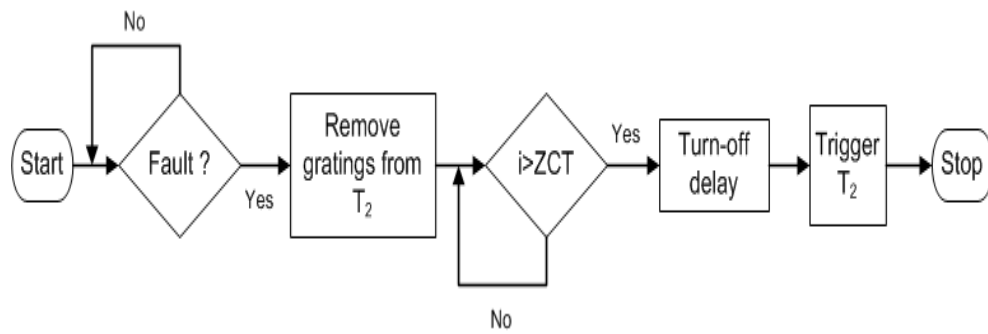 No
Start
Fault ?
Yes
Remove
gratings from
T₂
i>ZCT
No
Yes
Turn-off
delay
Trigger
T₂
Stop